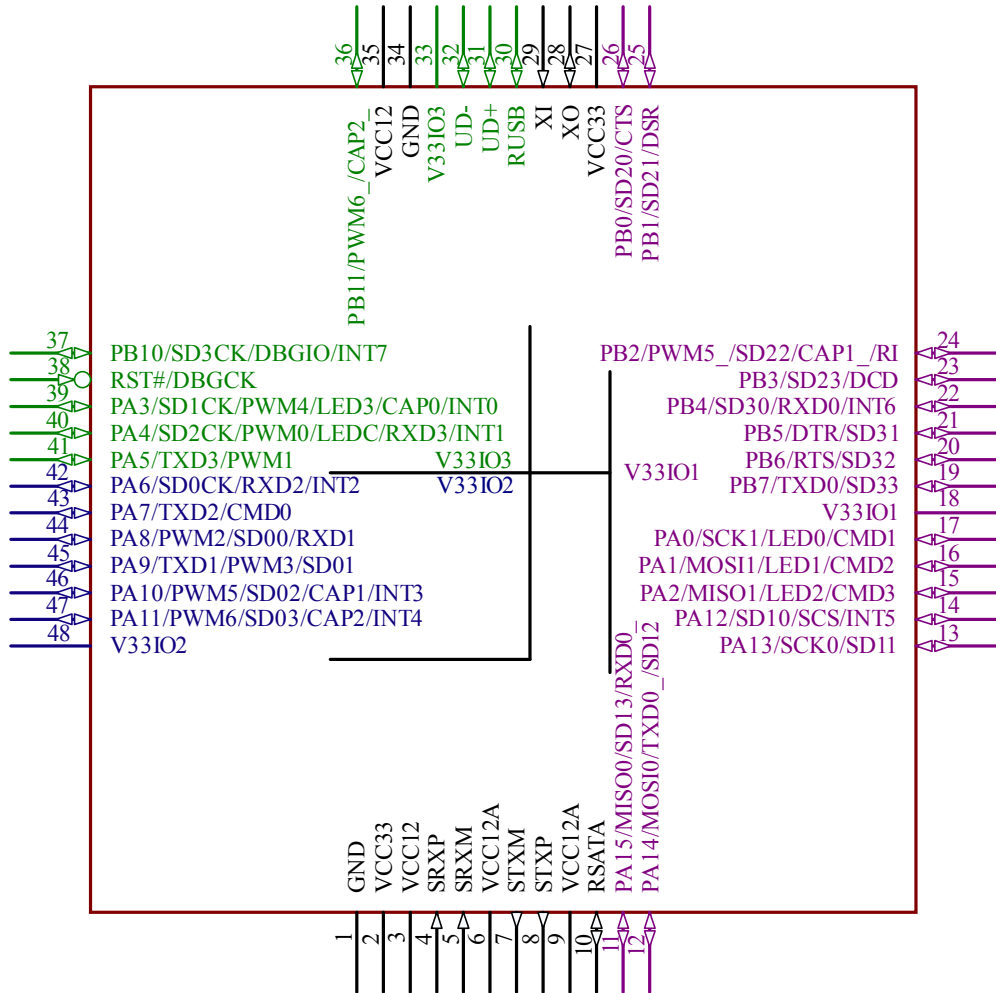 36 35 34 33 32 31 30 29 28 27 26 25
PB11/PWM6_/CAP2_
VCC12
GND
V33IO3
UD-
UD+
RUSB
XI
XO
VCC33
PB0/SD20/CTS
PB1/SD21/DSR
37 PB10/SD3CK/DBGIO/INT7
38 RST#/DBGCK
39 PA3/SD1CK/PWM4/LED3/CAP0/INT0
40 PA4/SD2CK/PWM0/LEDC/RXD3/INT1
41 PA5/TXD3/PWM1
42 PA6/SD0CK/RXD2/INT2
43 PA7/TXD2/CMD0
44 PA8/PWM2/SD00/RXD1
45 PA9/TXD1/PWM3/SD01
46 PA10/PWM5/SD02/CAP1/INT3
47 PA11/PWM6/SD03/CAP2/INT4
48 V33IO2
V33IO3
V33IO2
V33IO1
PB2/PWM5_/SD22/CAP1_/RI 24
PB3/SD23/DCD 23
PB4/SD30/RXD0/INT6 22
PB5/DTR/SD31 21
PB6/RTS/SD32 20
PB7/TXD0/SD33 19
V33IO1 18
PA0/SCK1/LED0/CMD1 17
PA1/MOSI1/LED1/CMD2 16
PA2/MISO1/LED2/CMD3 15
PA12/SD10/SCS/INT5 14
PA13/SCK0/SD11 13
GND
VCC33
VCC12
SRXP
SRXM
VCC12A
STXM
STXP
VCC12A
RSATA
PA15/MISO0/SD13/RXD0_
PA14/MOSI0/TXD0_/SD12
1 2 3 4 5 6 7 8 9 10 11 12